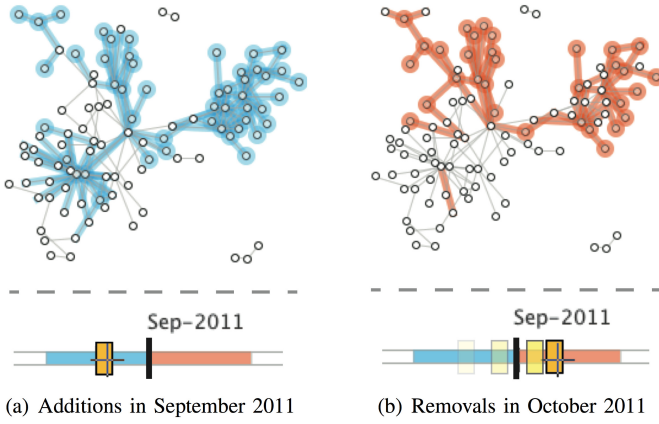 Sep-2011
Sep-2011
(a) Additions in September 2011
(b) Removals in October 2011